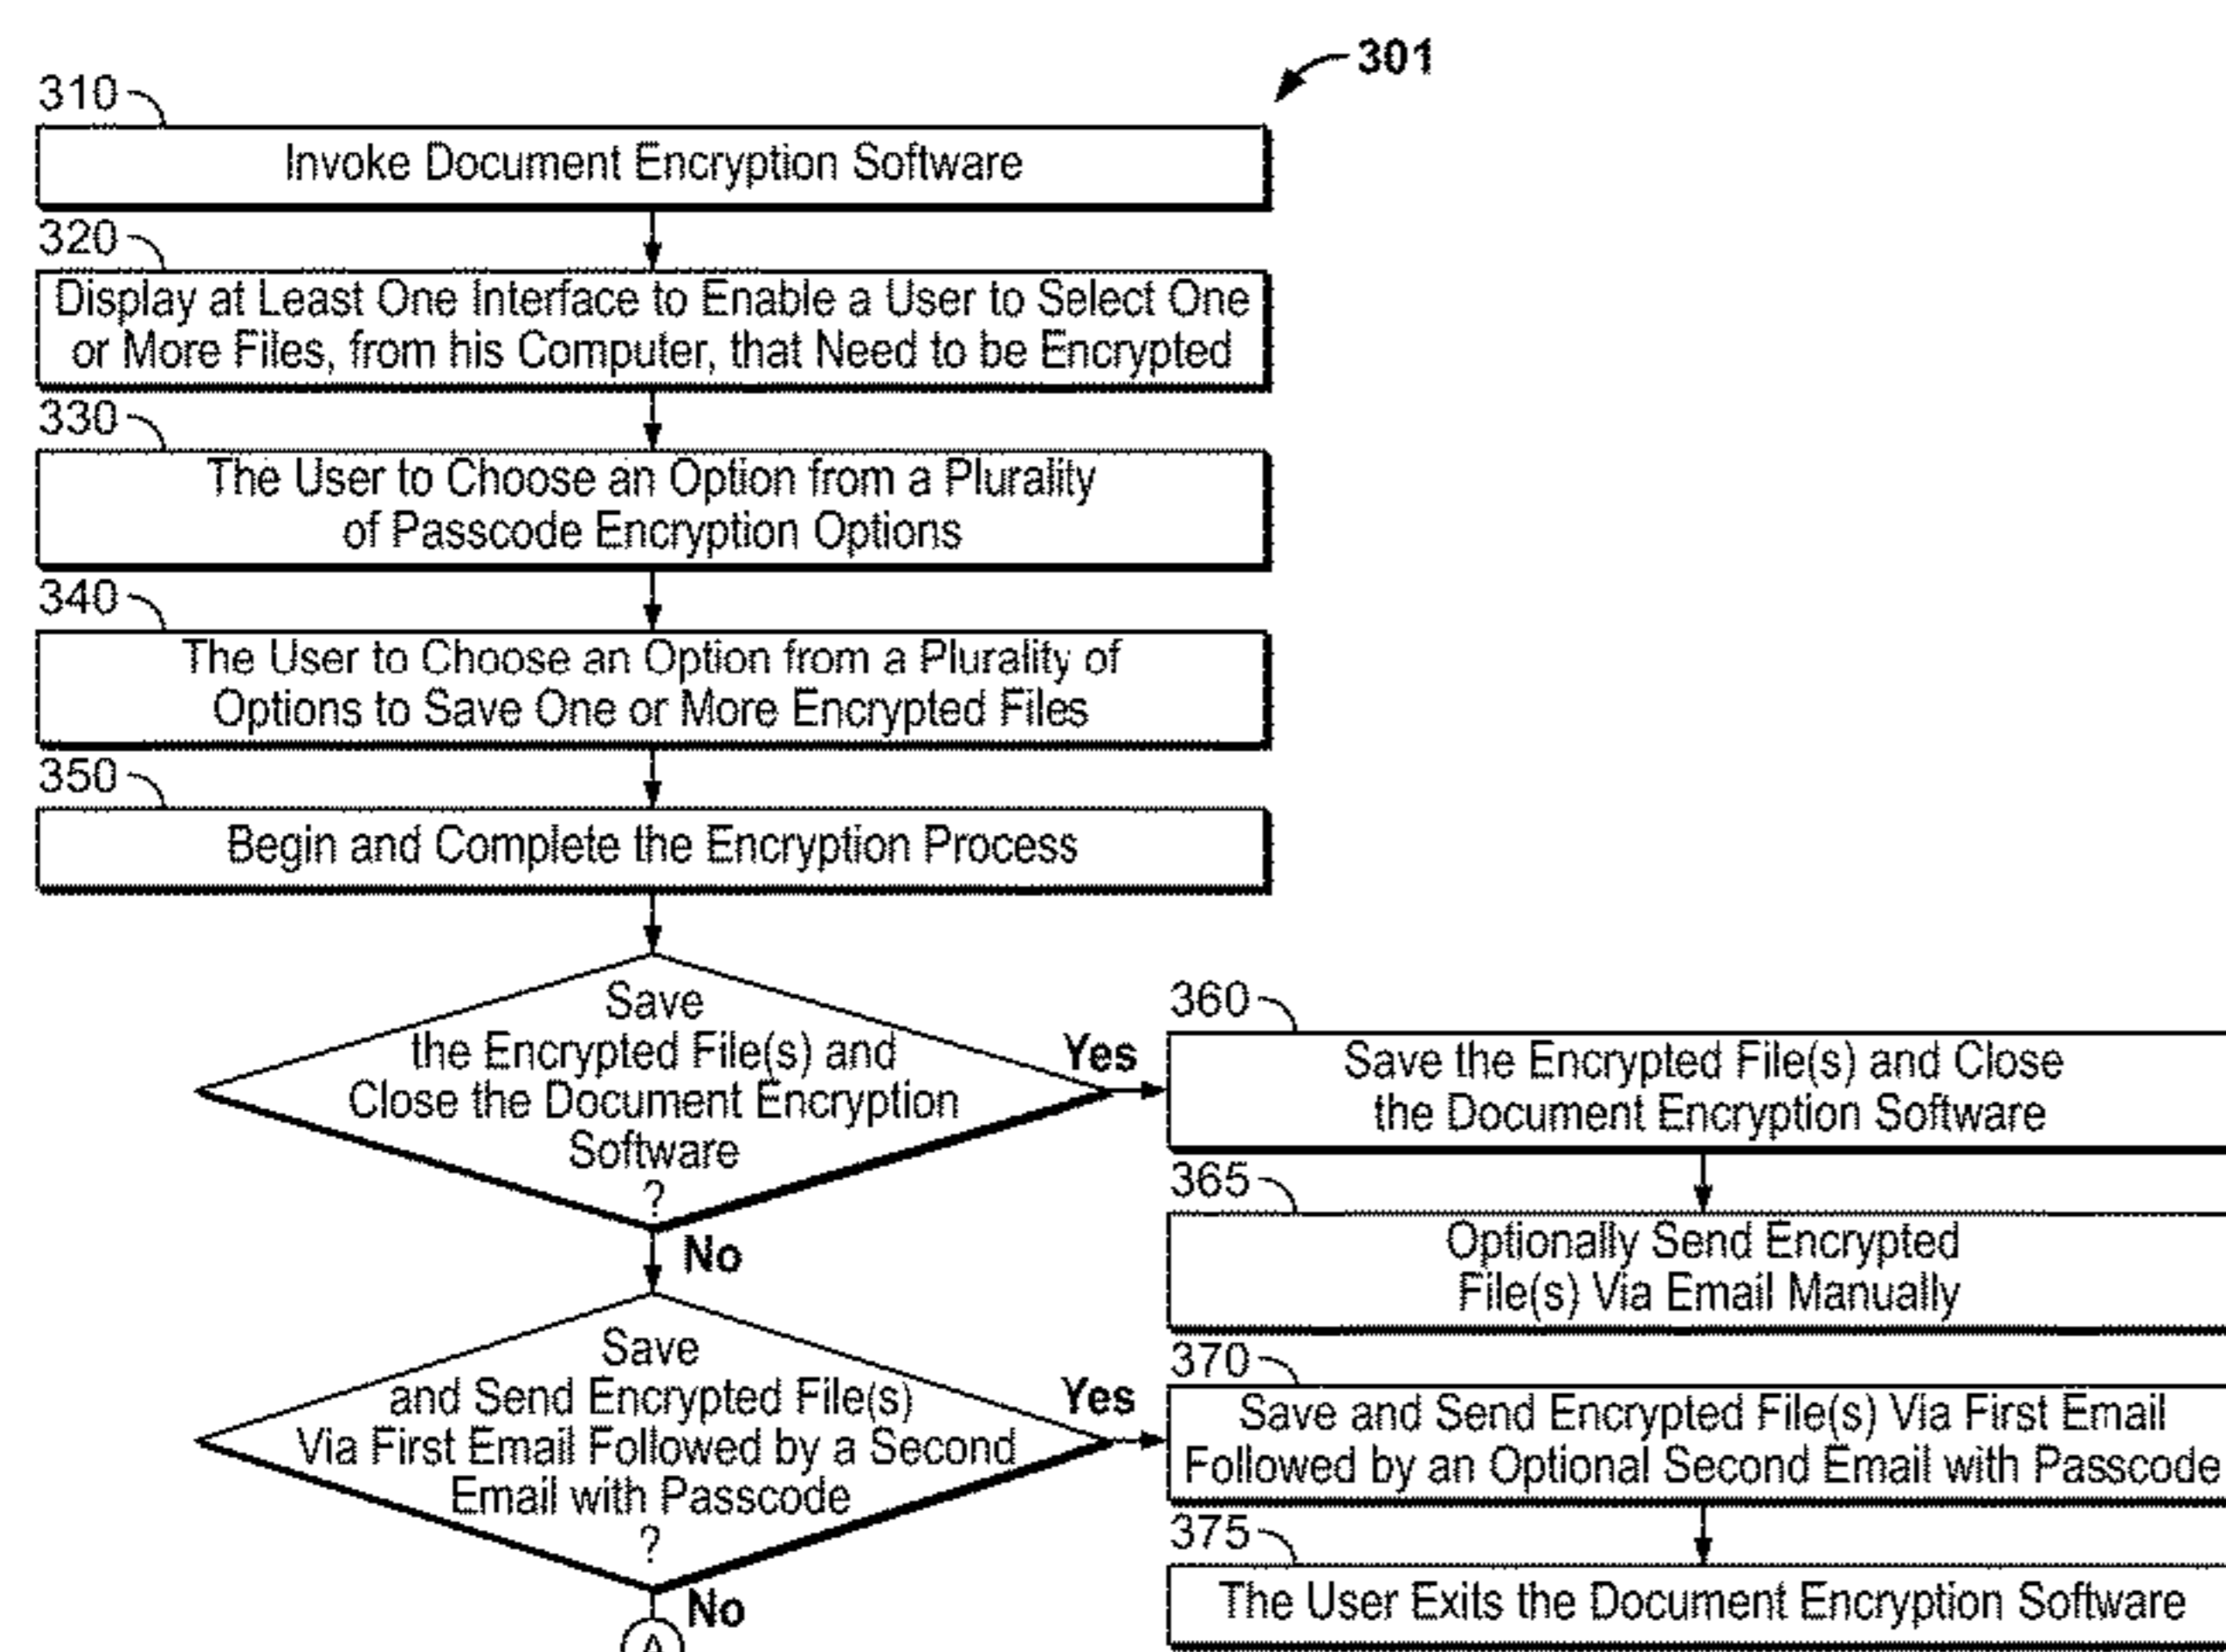 301
310
Invoke Document Encryption Software
320
Display at Least One Interface to Enable a User to Select One
or More Files, from his Computer, that Need to be Encrypted
330
The User to Choose an Option from a Plurality
of Passcode Encryption Options
340
The User to Choose an Option from a Plurality of
Options to Save One or More Encrypted Files
350
Begin and Complete the Encryption Process
Save
the Encrypted File(s) and
Close the Document Encryption
Software
?
Yes
No
360
Save the Encrypted File(s) and Close
the Document Encryption Software
365
Optionally Send Encrypted
File(s) Via Email Manually
Save
and Send Encrypted File(s)
Via First Email Followed by a Second
Email with Passcode
?
Yes
No
A
370
Save and Send Encrypted File(s) Via First Email
Followed by an Optional Second Email with Passcode
375
The User Exits the Document Encryption Software